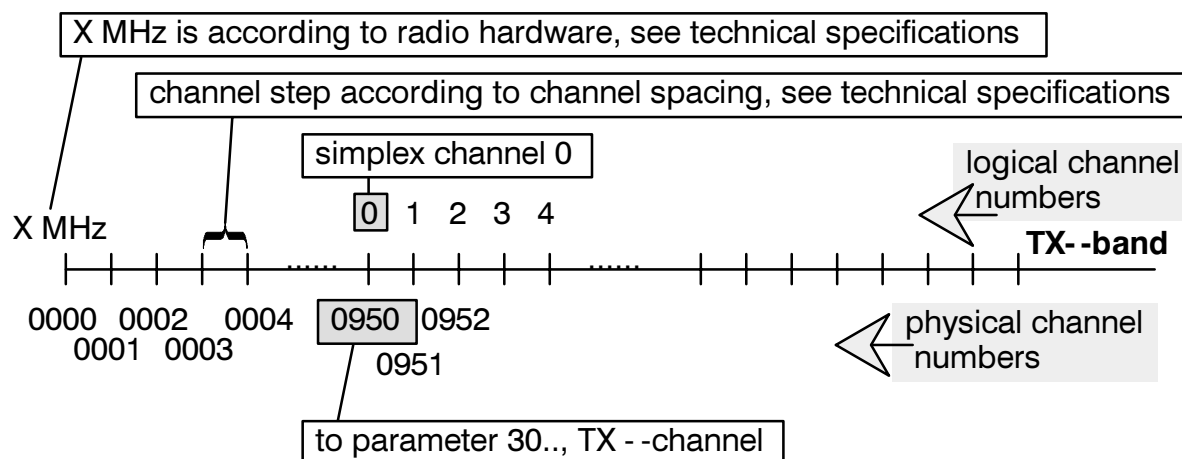 X MHz is according to radio hardware, see technical specifications
channel step according to channel spacing, see technical specifications
simplex channel 0
logical channel
numbers
0 1 2 3 4
X MHz
TX- -band
...... ......
0000 0002 0004 0950 0952
0001 0003 0951
physical channel
numbers
to parameter 30.., TX - -channel